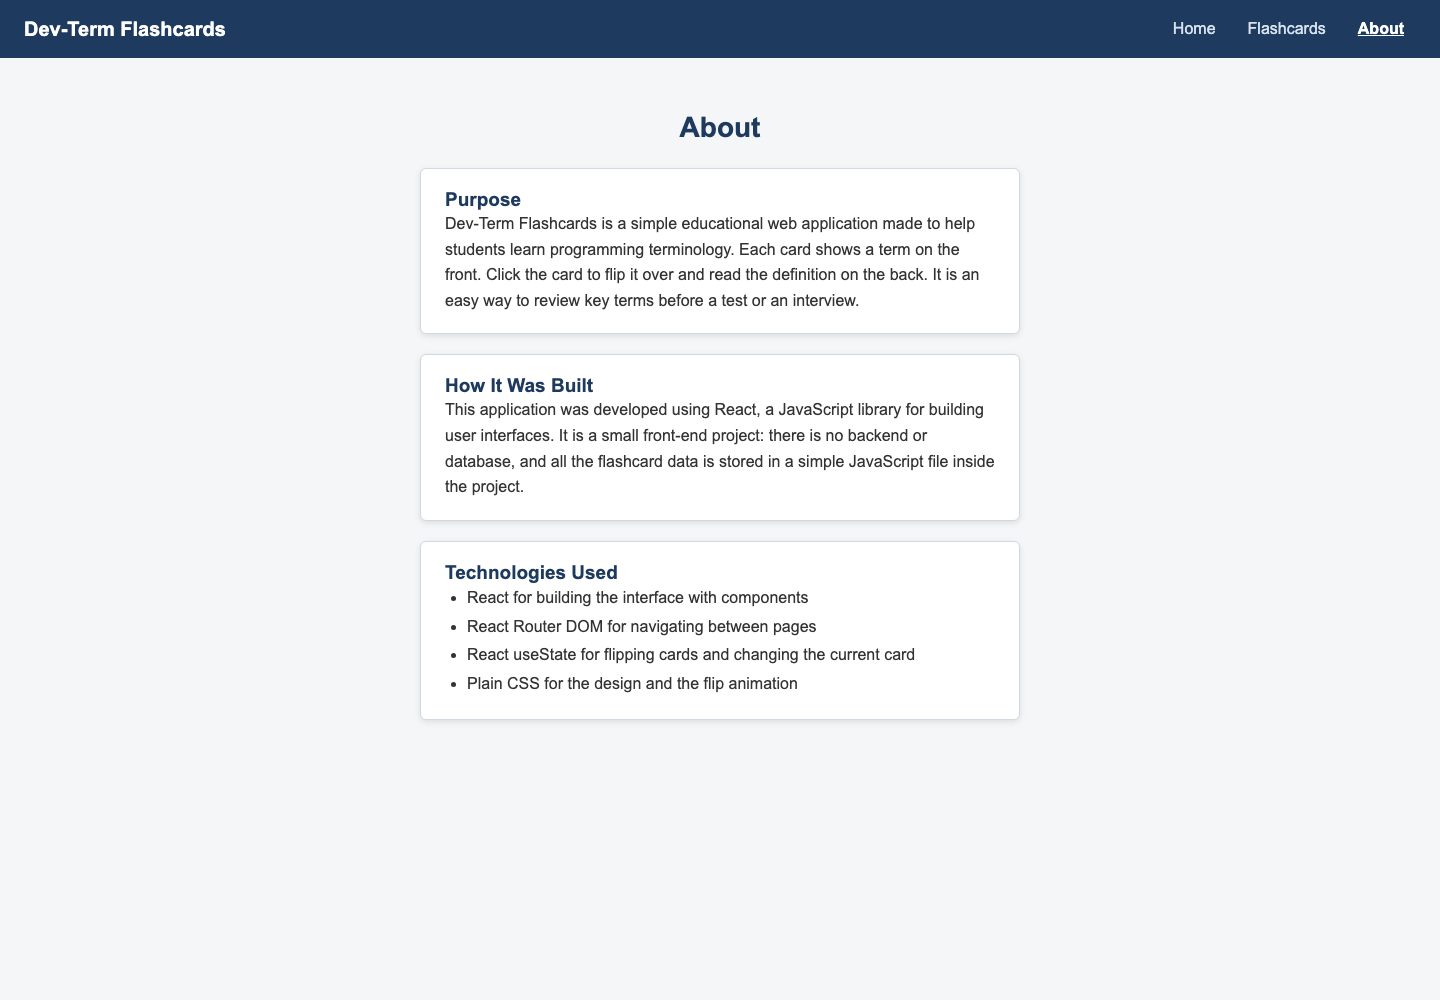 Dev-Term Flashcards
Home Flashcards About
About
Purpose
Dev-Term Flashcards is a simple educational web application made to help
students learn programming terminology. Each card shows a term on the
front. Click the card to flip it over and read the definition on the back. It is an
easy way to review key terms before a test or an interview.
How It Was Built
This application was developed using React, a JavaScript library for building
user interfaces. It is a small front-end project: there is no backend or
database, and all the flashcard data is stored in a simple JavaScript file inside
the project.
Technologies Used
• React for building the interface with components
• React Router DOM for navigating between pages
• React useState for flipping cards and changing the current card
• Plain CSS for the design and the flip animation